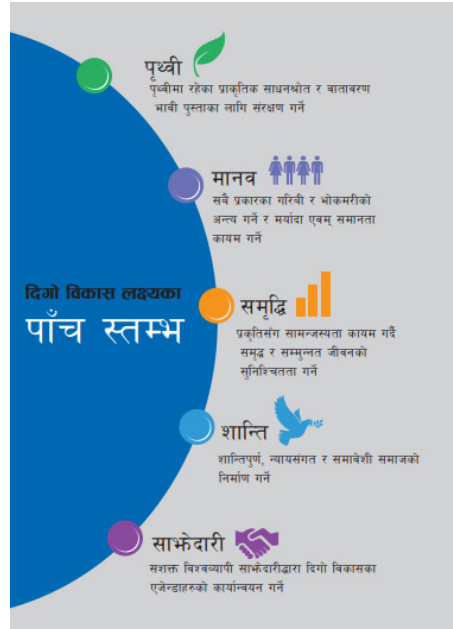 पृथ्वी
पृथ्वीमा रहेका प्राकृतिक साधनश्रोत र वातावरण
भावी पुस्ताका लागि संरक्षण गर्ने
मानव
सबै प्रकारका गरिवी र भोकमरीको
अन्त्य गर्ने र मर्यादा एवम् समानता
कायम गर्ने
दिगो विकास लक्ष्यका
पाँच स्तम्भ
समृद्धि
प्रकृतिसंग सामन्जस्यता कायम गर्दै
समृद्ध र सम्मुन्नत जीवनको
सुनिश्चितता गर्ने
शान्ति
शान्तिपुर्ण, न्यायसंगत र समावेशी समाजको
निर्माण गर्ने
साझेदारी
सशक्त विश्वव्यापी साझेदारीद्वारा दिगो विकासका
एजेन्डाहरुको कार्यान्वयन गर्ने